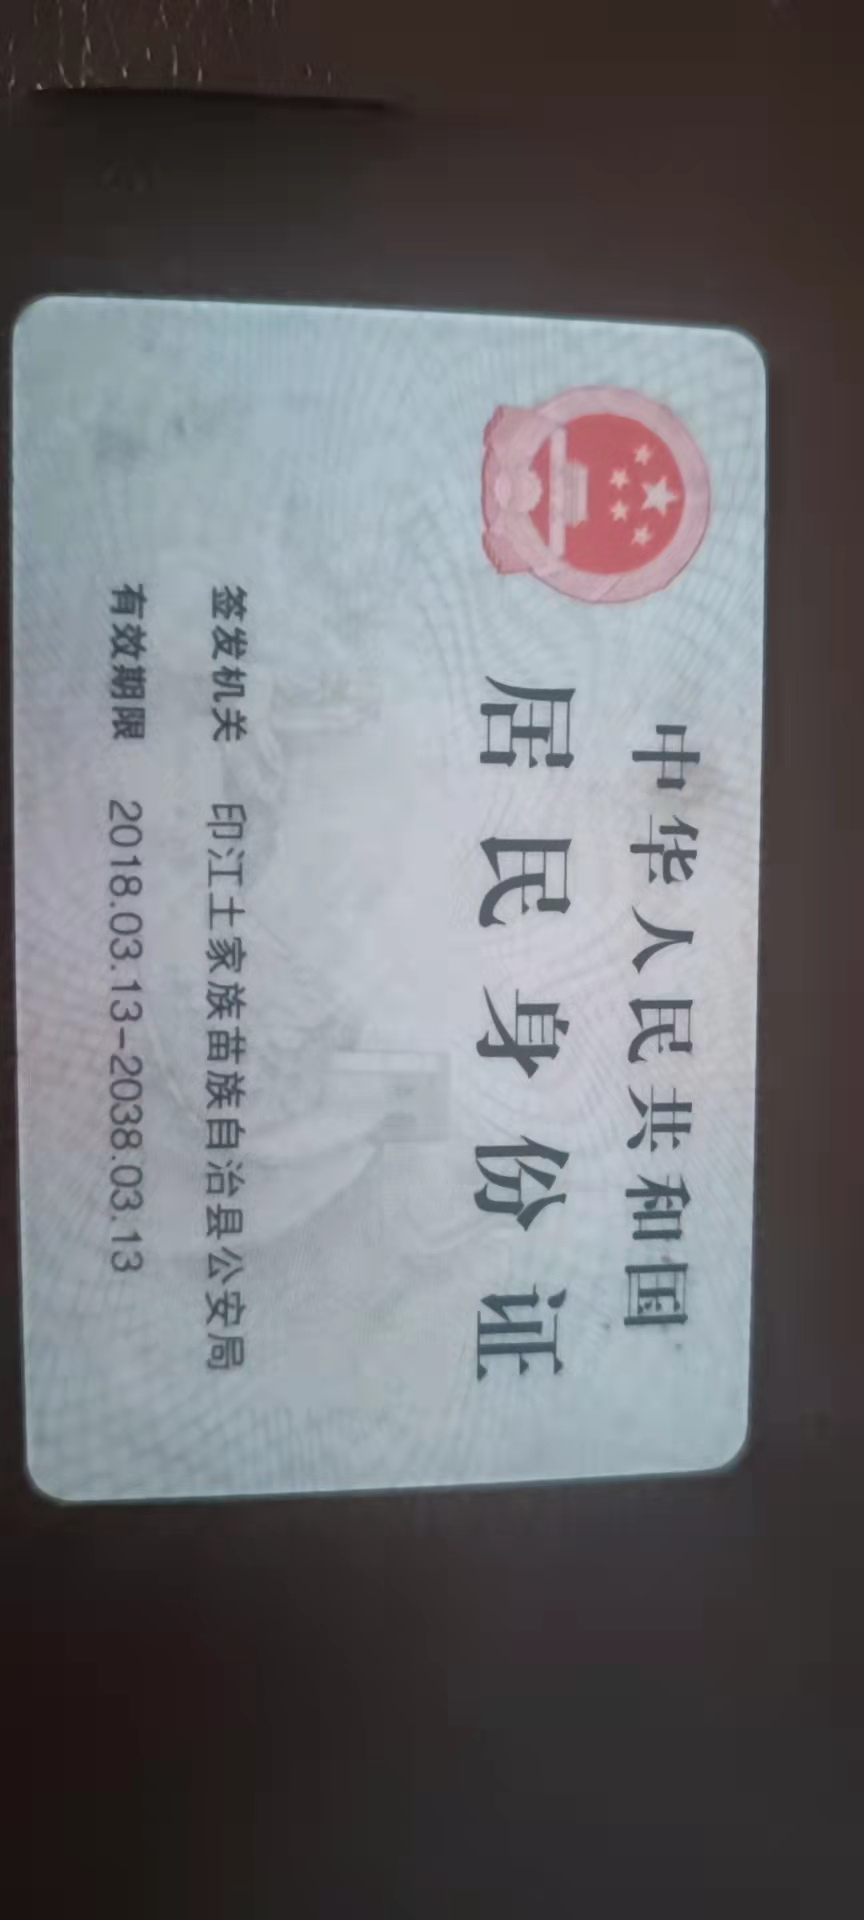 中华人民共和国
居民身份证
签发机关 印江土家族苗族自治县公安局
有效期限 2018.03.13-2038.03.13